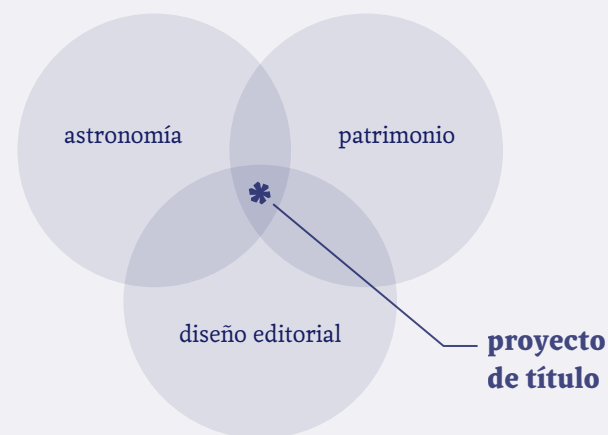 astronomía
patrimonio
*
diseño editorial
proyecto
de título